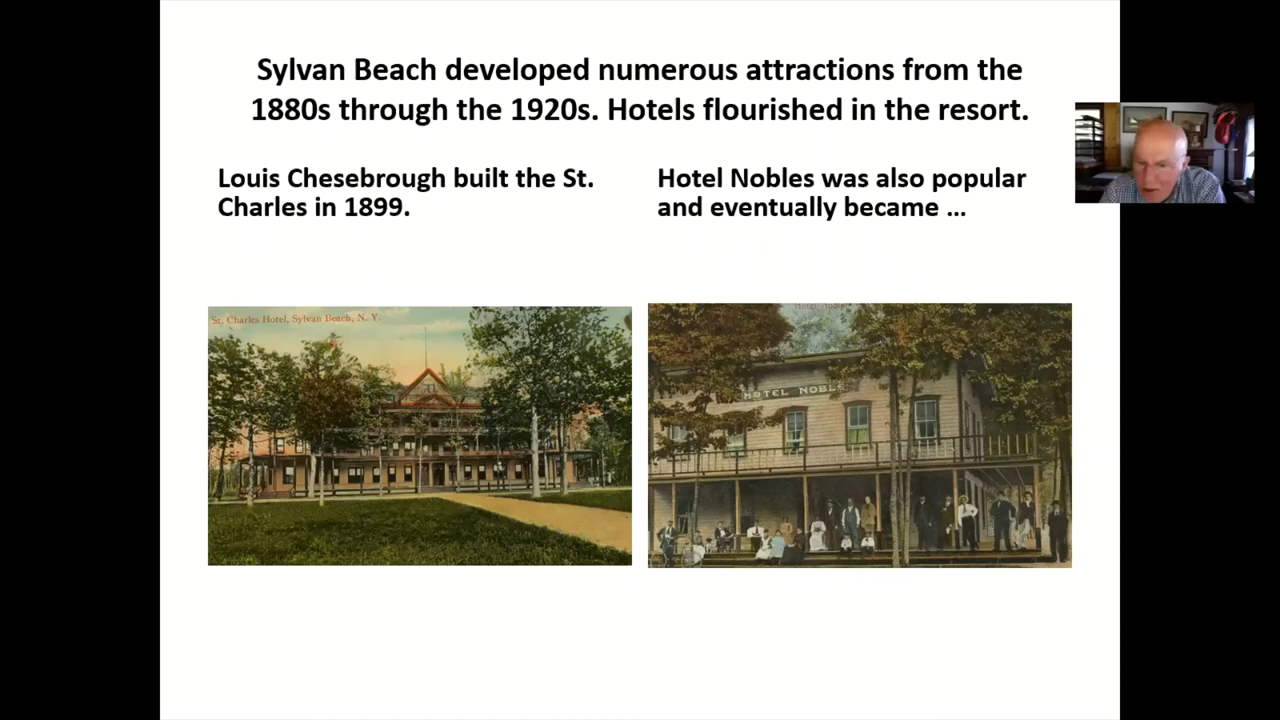 Sylvan Beach developed numerous attractions from the
1880s through the 1920s. Hotels flourished in the resort.
Louis Chesebrough built the St.
Charles in 1899.
Hotel Nobles was also popular
and eventually became ...
St. Charles Hotel, Sylvan Beach, N. Y.
HOTEL NOBLE